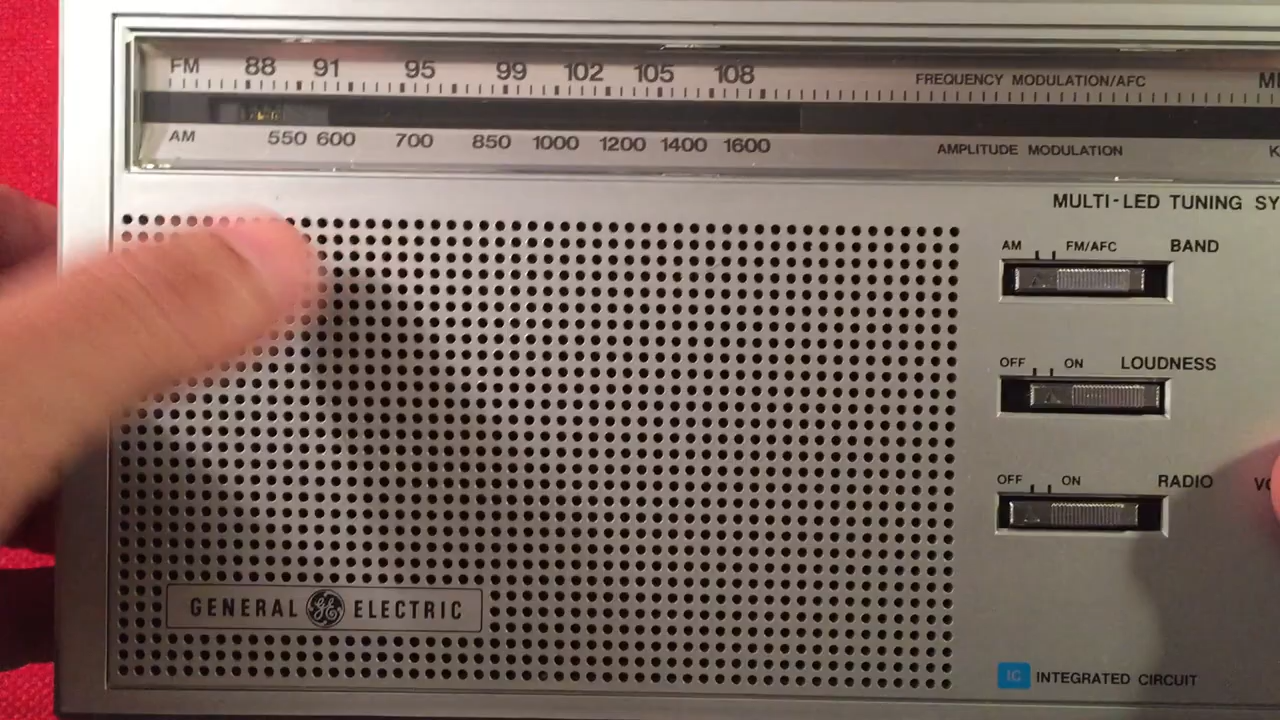 FM 88 91 95 99 102 105 108 FREQUENCY MODULATION/AFC
AM 550 600 700 850 1000 1200 1400 1600 AMPLITUDE MODULATION
MULTI-LED TUNING
AM FM/AFC BAND
OFF ON LOUDNESS
OFF ON RADIO
GENERAL GE ELECTRIC
IC INTEGRATED CIRCUIT